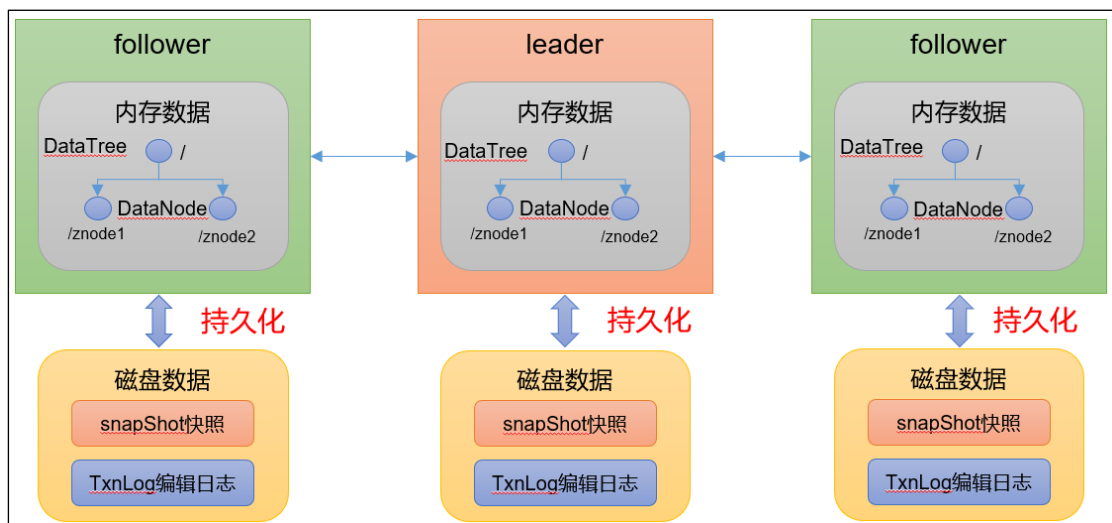 follower
内存数据
DataTree /
DataNode
/znode1 /znode2
持久化
磁盘数据
snapShot快照
TxnLog编辑日志
leader
内存数据
DataTree /
DataNode
/znode1 /znode2
持久化
磁盘数据
snapShot快照
TxnLog编辑日志
follower
内存数据
DataTree /
DataNode
/znode1 /znode2
持久化
磁盘数据
snapShot快照
TxnLog编辑日志